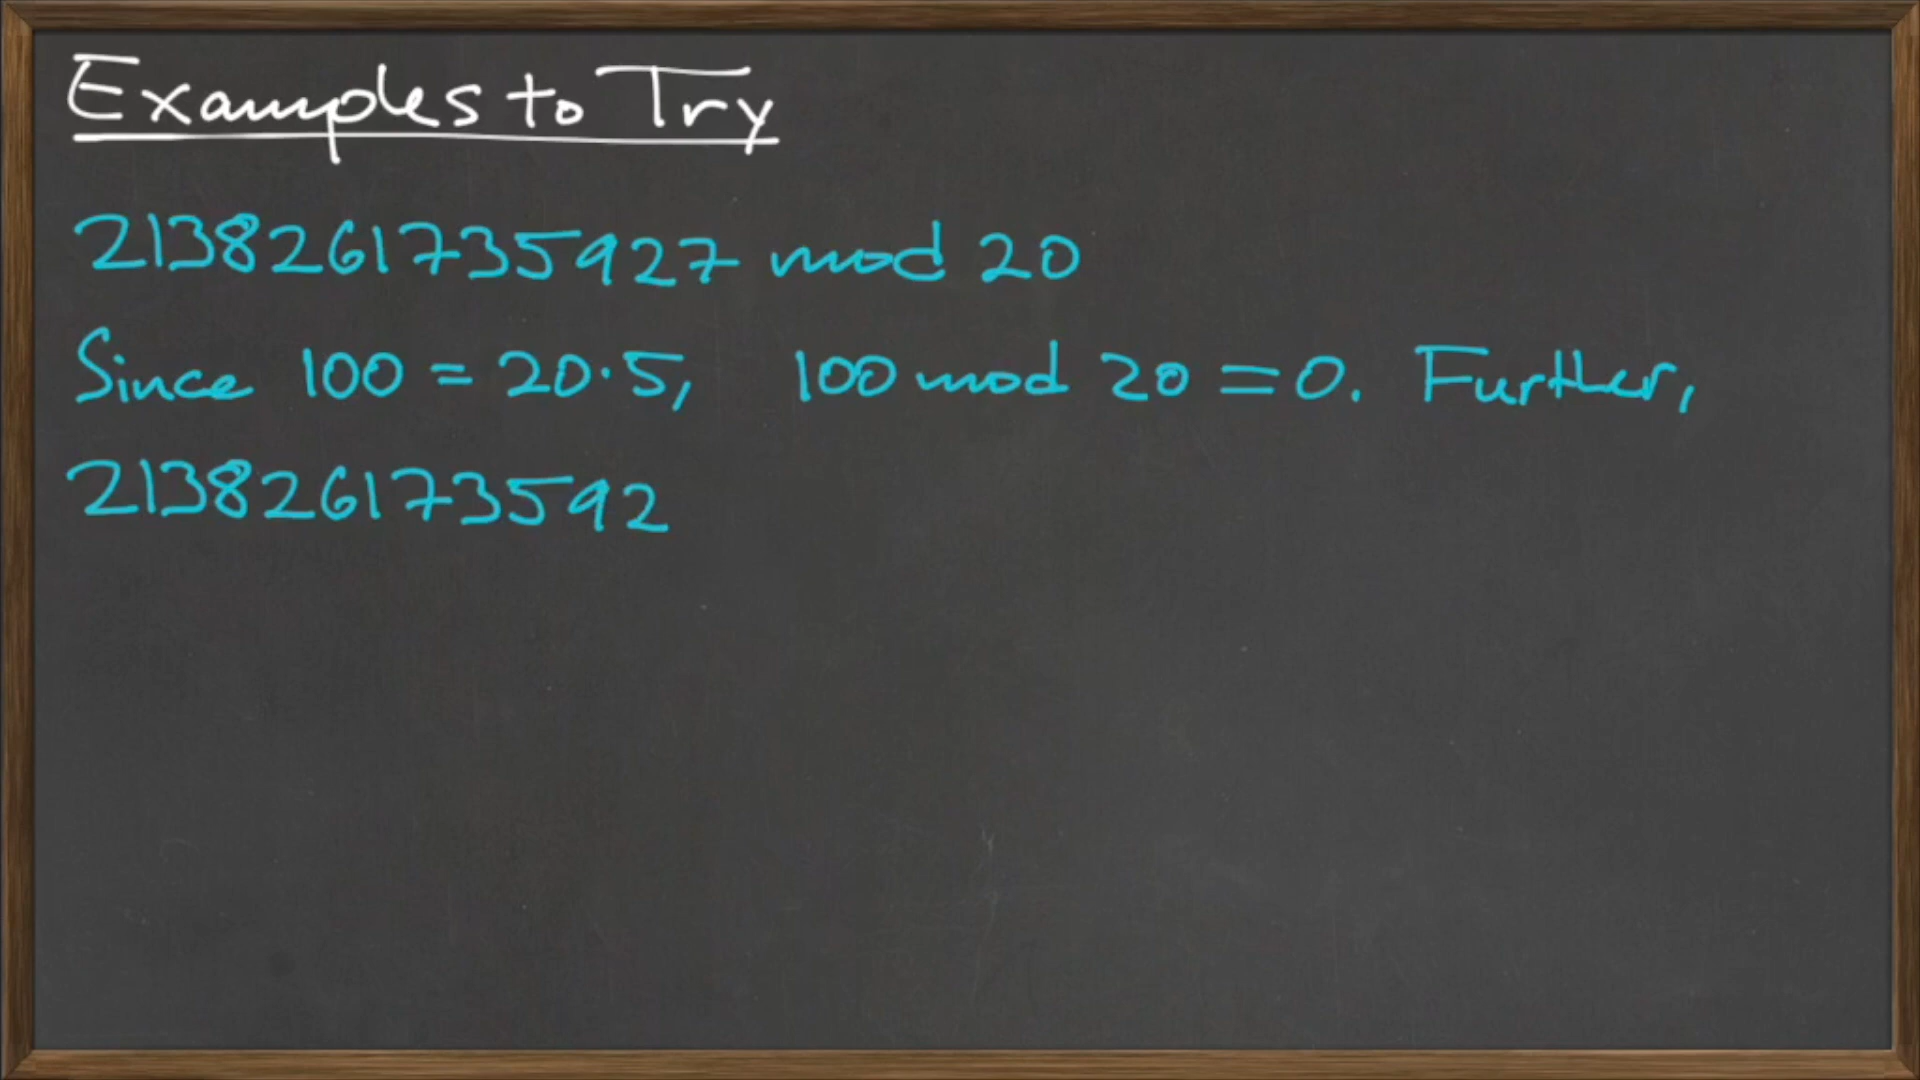 Examples to Try
2138261735927 mod 20
Since 100 = 20·5, 100 mod 20 = 0. Further,
213826173592